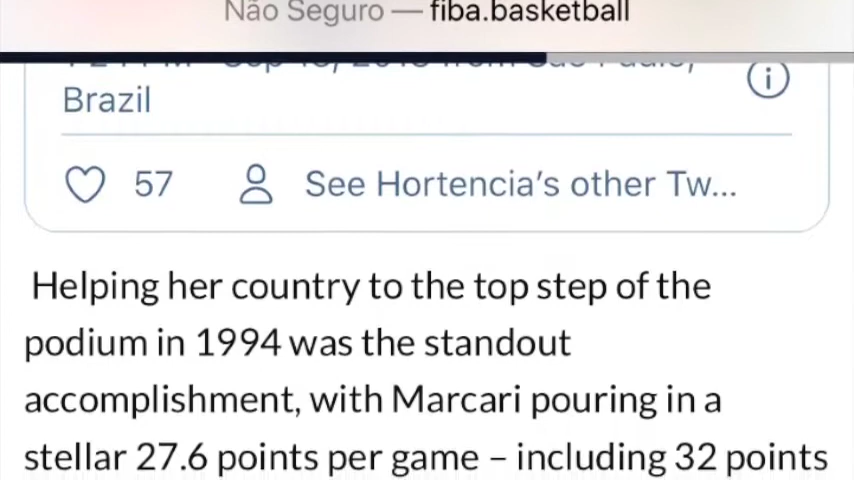 Não Seguro — fiba.basketball
Brazil
57 See Hortencia's other Tw...
Helping her country to the top step of the
podium in 1994 was the standout
accomplishment, with Marcari pouring in a
stellar 27.6 points per game – including 32 points